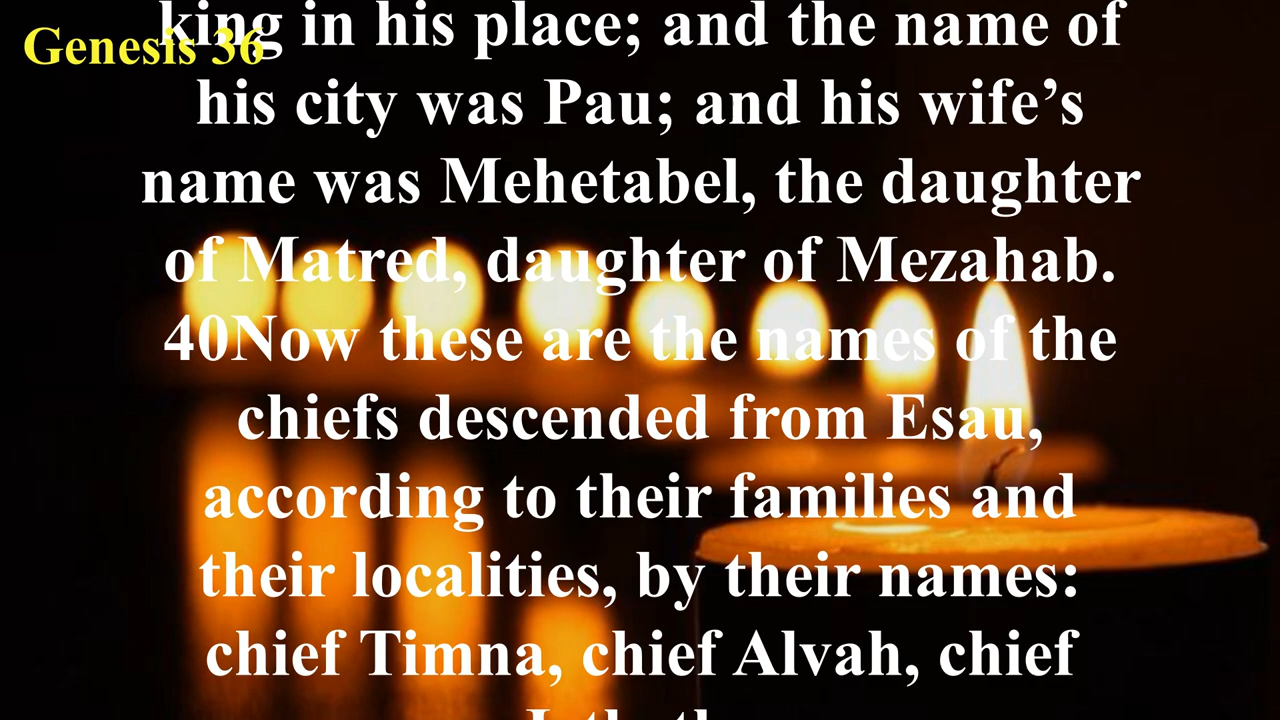 Genesis 36
king in his place; and the name of
his city was Pau; and his wife’s
name was Mehetabel, the daughter
of Matred, daughter of Mezahab.
40Now these are the names of the
chiefs descended from Esau,
according to their families and
their localities, by their names:
chief Timna, chief Alvah, chief